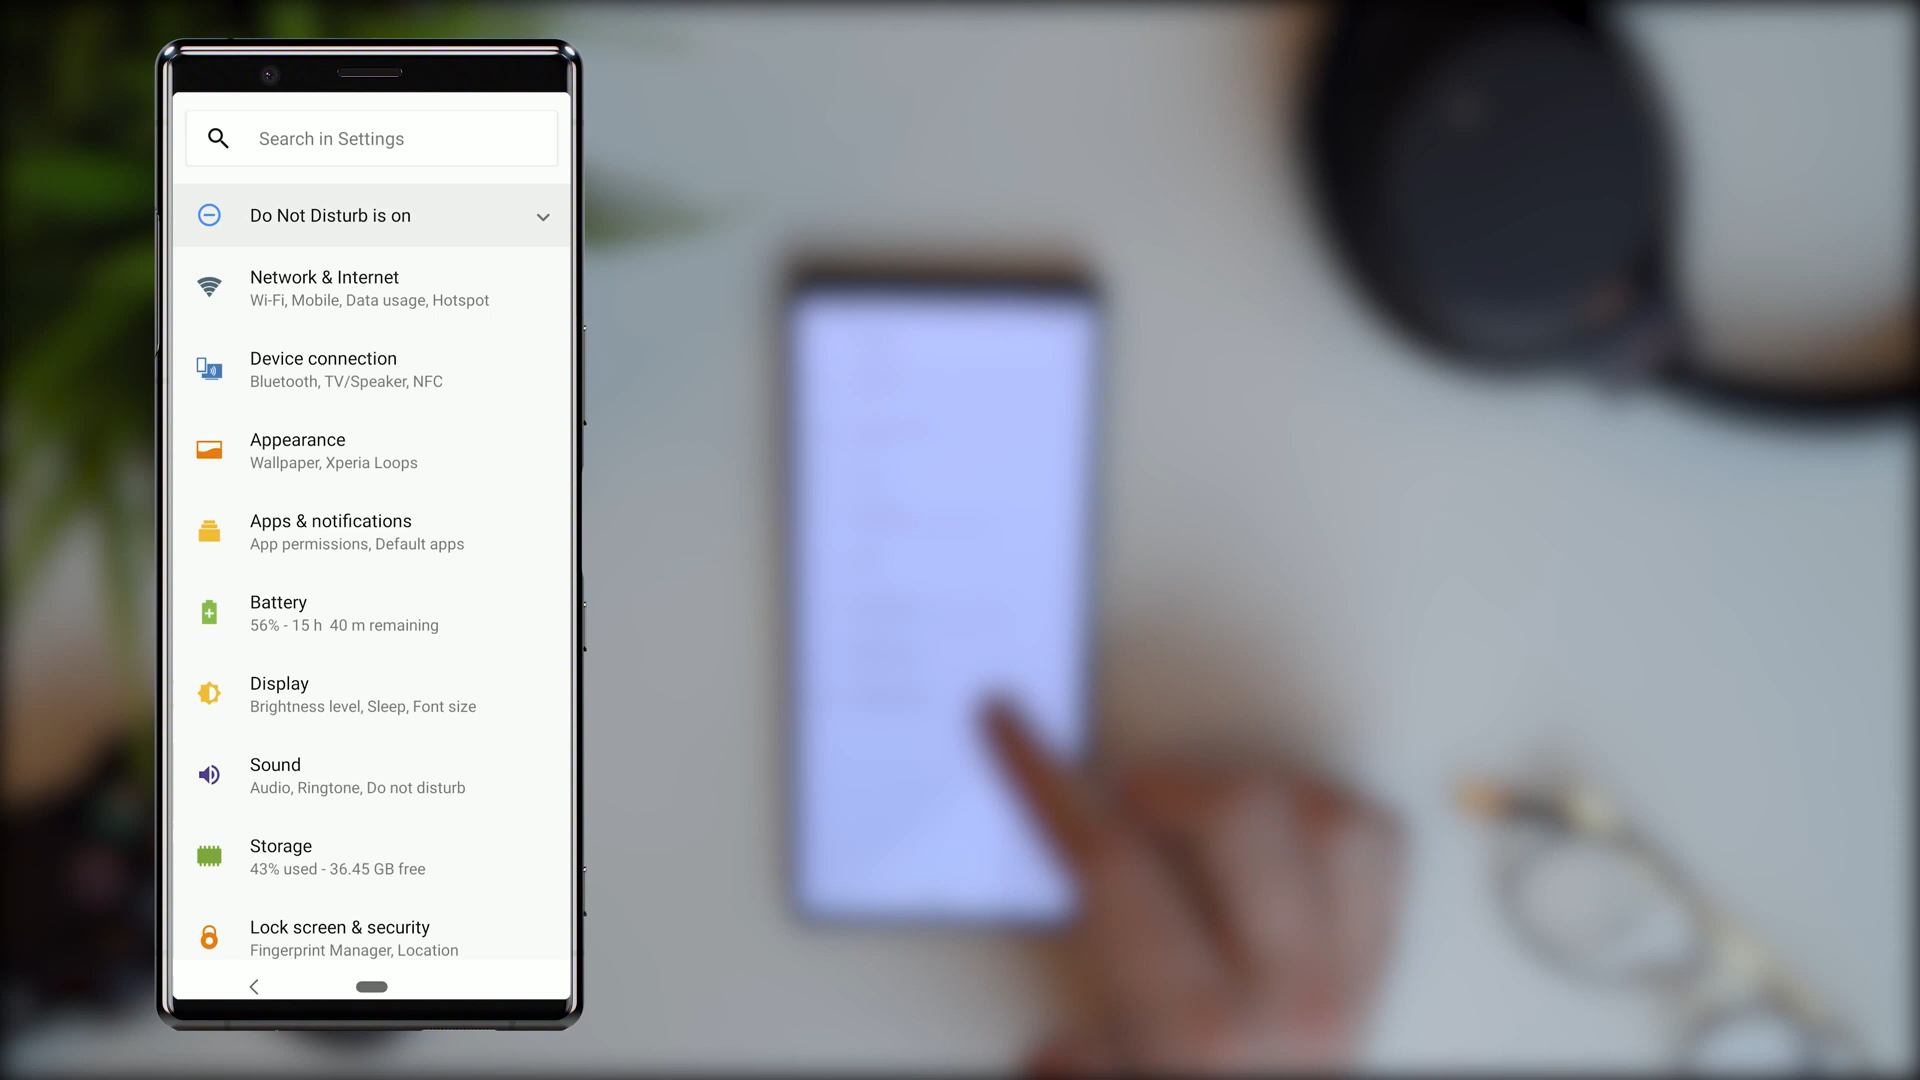 Search in Settings
Do Not Disturb is on
Network & Internet
Wi-Fi, Mobile, Data usage, Hotspot
Device connection
Bluetooth, TV/Speaker, NFC
Appearance
Wallpaper, Xperia Loops
Apps & notifications
App permissions, Default apps
Battery
56% - 15 h  40 m remaining
Display
Brightness level, Sleep, Font size
Sound
Audio, Ringtone, Do not disturb
Storage
43% used - 36.45 GB free
Lock screen & security
Fingerprint Manager, Location